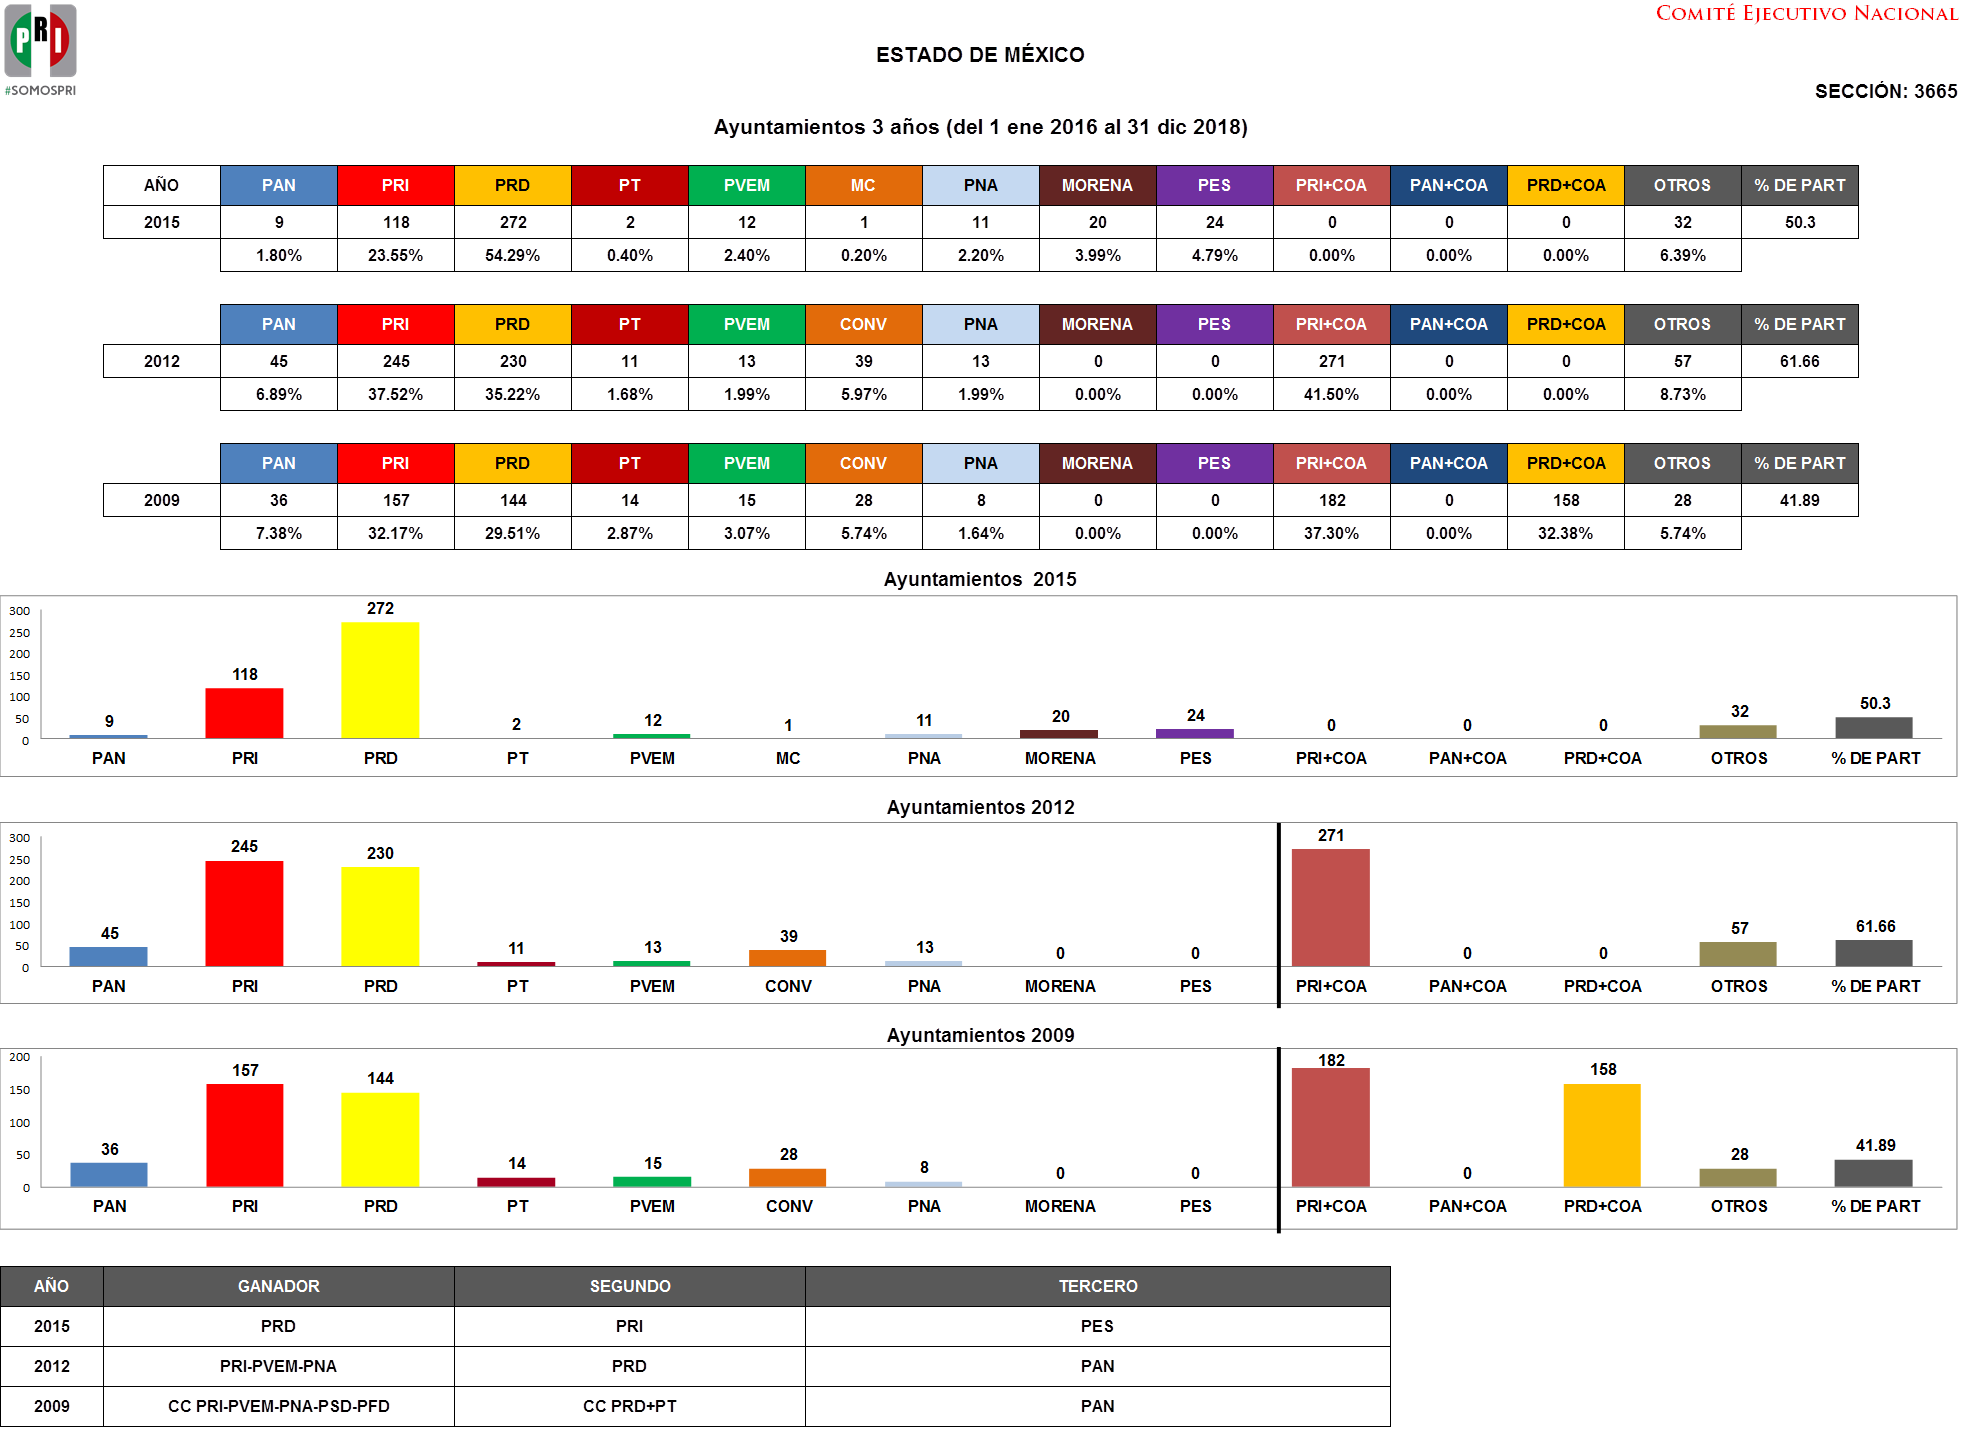 PRI
#SOMOSPRI
COMITÉ EJECUTIVO NACIONAL
ESTADO DE MÉXICO
SECCIÓN: 3665
Ayuntamientos 3 años (del 1 ene 2016 al 31 dic 2018)
AÑO PAN PRI PRD PT PVEM MC PNA MORENA PES PRI+COA PAN+COA PRD+COA OTROS % DE PART
2015 9 118 272 2 12 1 11 20 24 0 0 0 32 50.3
1.80% 23.55% 54.29% 0.40% 2.40% 0.20% 2.20% 3.99% 4.79% 0.00% 0.00% 0.00% 6.39%
PAN PRI PRD PT PVEM CONV PNA MORENA PES PRI+COA PAN+COA PRD+COA OTROS % DE PART
2012 45 245 230 11 13 39 13 0 0 271 0 0 57 61.66
6.89% 37.52% 35.22% 1.68% 1.99% 5.97% 1.99% 0.00% 0.00% 41.50% 0.00% 0.00% 8.73%
PAN PRI PRD PT PVEM CONV PNA MORENA PES PRI+COA PAN+COA PRD+COA OTROS % DE PART
2009 36 157 144 14 15 28 8 0 0 182 0 158 28 41.89
7.38% 32.17% 29.51% 2.87% 3.07% 5.74% 1.64% 0.00% 0.00% 37.30% 0.00% 32.38% 5.74%
Ayuntamientos 2015
300
250
200
150
100
50
0
9 118 272 2 12 1 11 20 24 0 0 0 32 50.3
PAN PRI PRD PT PVEM MC PNA MORENA PES PRI+COA PAN+COA PRD+COA OTROS % DE PART
Ayuntamientos 2012
300
250
200
150
100
50
0
45 245 230 11 13 39 13 0 0 271 0 0 57 61.66
PAN PRI PRD PT PVEM CONV PNA MORENA PES PRI+COA PAN+COA PRD+COA OTROS % DE PART
Ayuntamientos 2009
200
150
100
50
0
36 157 144 14 15 28 8 0 0 182 0 158 28 41.89
PAN PRI PRD PT PVEM CONV PNA MORENA PES PRI+COA PAN+COA PRD+COA OTROS % DE PART
AÑO GANADOR SEGUNDO TERCERO
2015 PRD PRI PES
2012 PRI-PVEM-PNA PRD PAN
2009 CC PRI-PVEM-PNA-PSD-PFD CC PRD+PT PAN